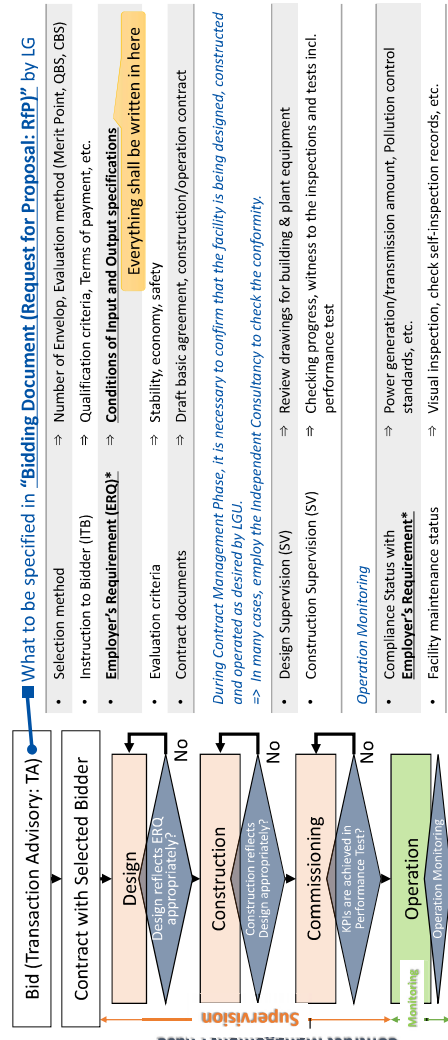 Bid (Transaction Advisory: TA)
Contract with Selected Bidder
Design
Design reflects ERQ
appropriately?
No
Construction
Construction reflects
Design appropriately?
No
Commissioning
KPIs are achieved in
Performance Test?
No
Operation
Operation Monitoring
Supervision
Monitoring
What to be specified in "Bidding Document (Request for Proposal: RfP)" by LG
• Selection method ⇒ Number of Envelop, Evaluation method (Merit Point, QBS, CBS)
• Instruction to Bidder (ITB) ⇒ Qualification criteria, Terms of payment, etc.
• Employer's Requirement (ERQ)* ⇒ Conditions of Input and Output specifications
Everything shall be written in here
• Evaluation criteria ⇒ Stability, economy, safety
• Contract documents ⇒ Draft basic agreement, construction/operation contract
During Contract Management Phase, it is necessary to confirm that the facility is being designed, constructed
and operated as desired by LGU.
=> In many cases, employ the Independent Consultancy to check the conformity.
• Design Supervision (SV) ⇒ Review drawings for building & plant equipment
• Construction Supervision (SV) ⇒ Checking progress, witness to the inspections and tests incl.
performance test
Operation Monitoring
• Compliance Status with ⇒ Power generation/transmission amount, Pollution control
Employer's Requirement* standards, etc.
• Facility maintenance status ⇒ Visual inspection, check self-inspection records, etc.